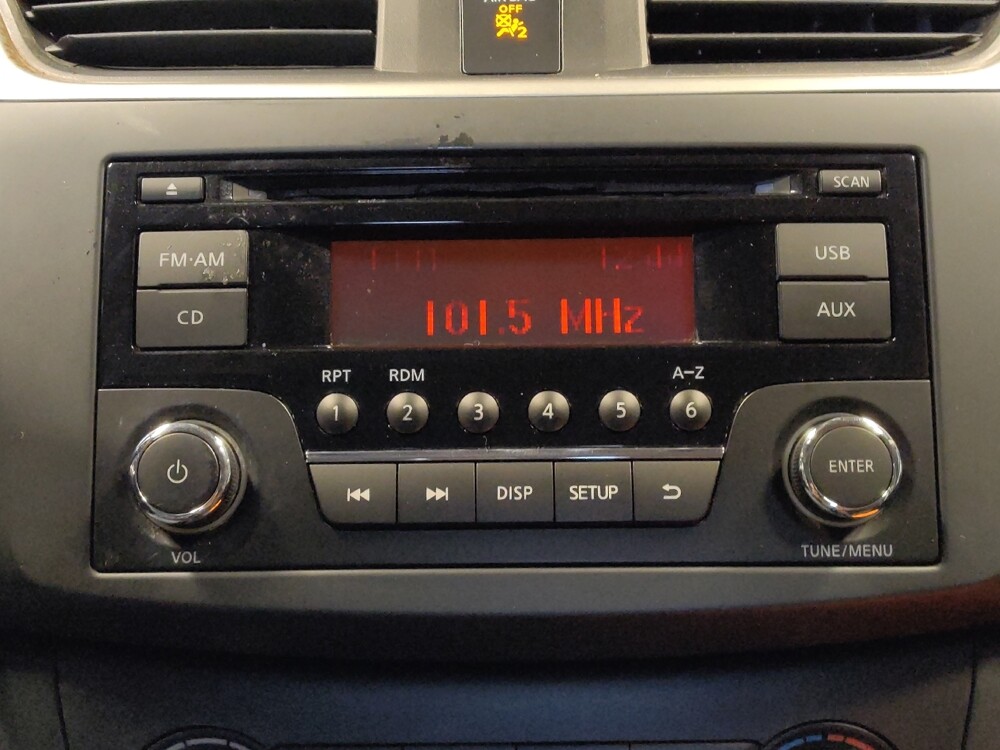 OFF
2
SCAN
FM·AM
USB
101.5 MHz
CD
AUX
RPT RDM A–Z
1 2 3 4 5 6
ENTER
DISP SETUP
VOL
TUNE/MENU